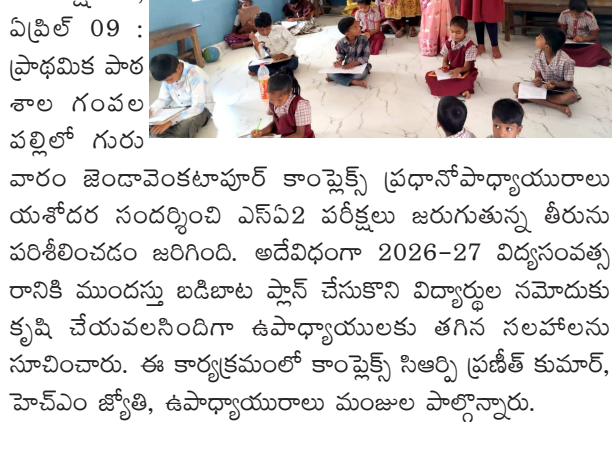 ఏప్రిల్ 09 :
ప్రాథమిక పాఠ
శాల గంవల
పల్లిలో గురు
వారం జెండావెంకటాపూర్ కాంప్లెక్స్ ప్రధానోపాధ్యాయురాలు
యశోదర సందర్శించి ఎస్ఏ2 పరీక్షలు జరుగుతున్న తీరును
పరిశీలించడం జరిగింది. అదేవిధంగా 2026-27 విద్యసంవత్స
రానికి ముందస్తు బడిబాట ప్లాన్ చేసుకొని విద్యార్థుల నమోదుకు
కృషి చేయవలసిందిగా ఉపాధ్యాయులకు తగిన సలహాలను
సూచించారు. ఈ కార్యక్రమంలో కాంప్లెక్స్ సిఆర్పి ప్రణీత్ కుమార్,
హెచ్ఎం జ్యోతి, ఉపాధ్యాయురాలు మంజుల పాల్గొన్నారు.